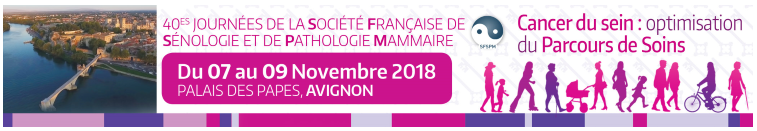 40ES JOURNÉES DE LA SOCIÉTÉ FRANÇAISE DE
SÉNOLOGIE ET DE PATHOLOGIE MAMMAIRE
Du 07 au 09 Novembre 2018
PALAIS DES PAPES, AVIGNON
SFSPM
Cancer du sein : optimisation
du Parcours de Soins